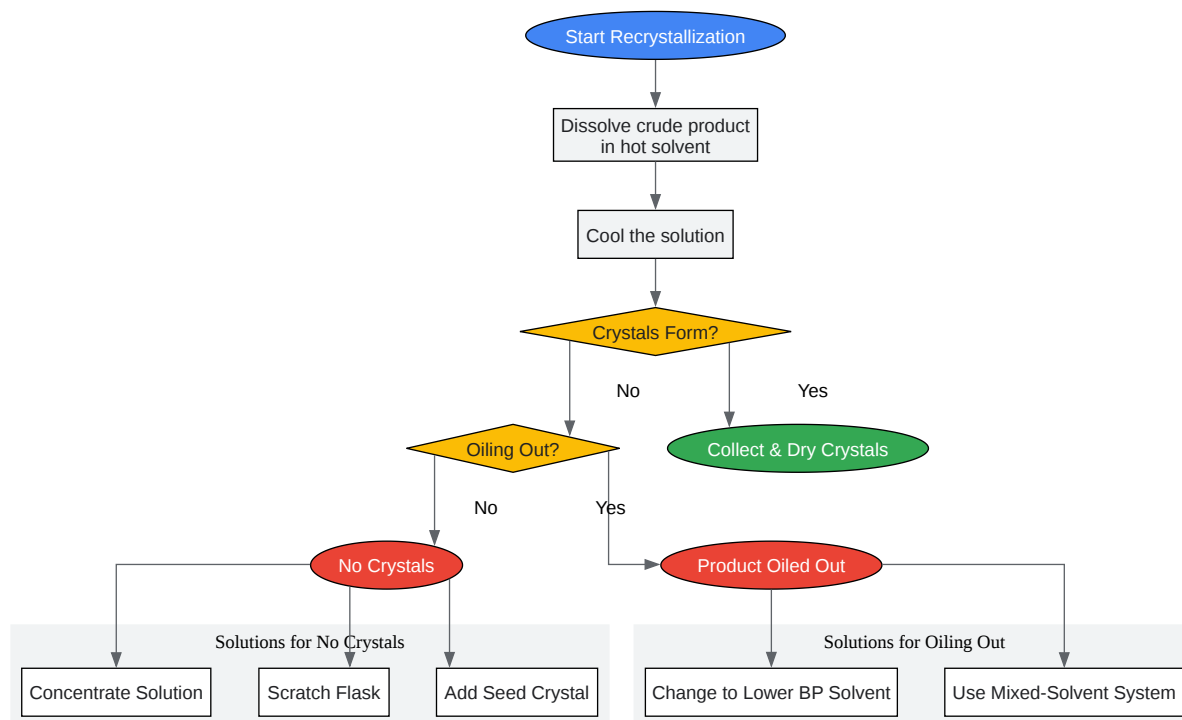 Start Recrystallization
Dissolve crude product
in hot solvent
Cool the solution
Crystals Form?
No
Yes
Oiling Out?
Collect & Dry Crystals
No
Yes
No Crystals
Product Oiled Out
Solutions for No Crystals
Solutions for Oiling Out
Concentrate Solution
Scratch Flask
Add Seed Crystal
Change to Lower BP Solvent
Use Mixed-Solvent System